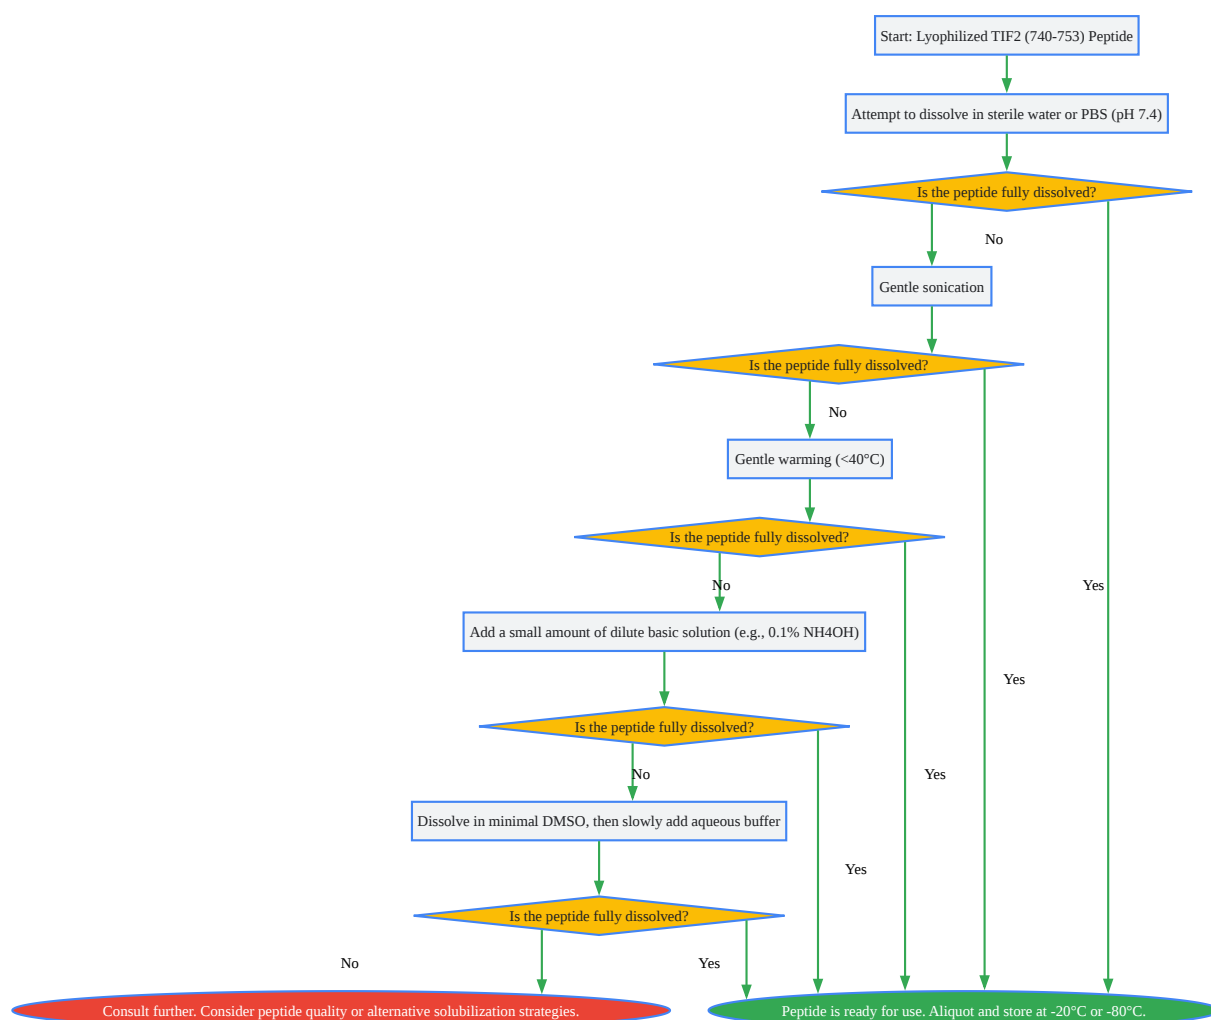 Start: Lyophilized TIF2 (740-753) Peptide
Attempt to dissolve in sterile water or PBS (pH 7.4)
Is the peptide fully dissolved?
No
Gentle sonication
Is the peptide fully dissolved?
No
Gentle warming (<40°C)
Is the peptide fully dissolved?
No
Yes
Add a small amount of dilute basic solution (e.g., 0.1% NH4OH)
Yes
Is the peptide fully dissolved?
No
Yes
Dissolve in minimal DMSO, then slowly add aqueous buffer
Yes
Is the peptide fully dissolved?
No
Yes
Consult further. Consider peptide quality or alternative solubilization strategies.
Peptide is ready for use. Aliquot and store at -20°C or -80°C.